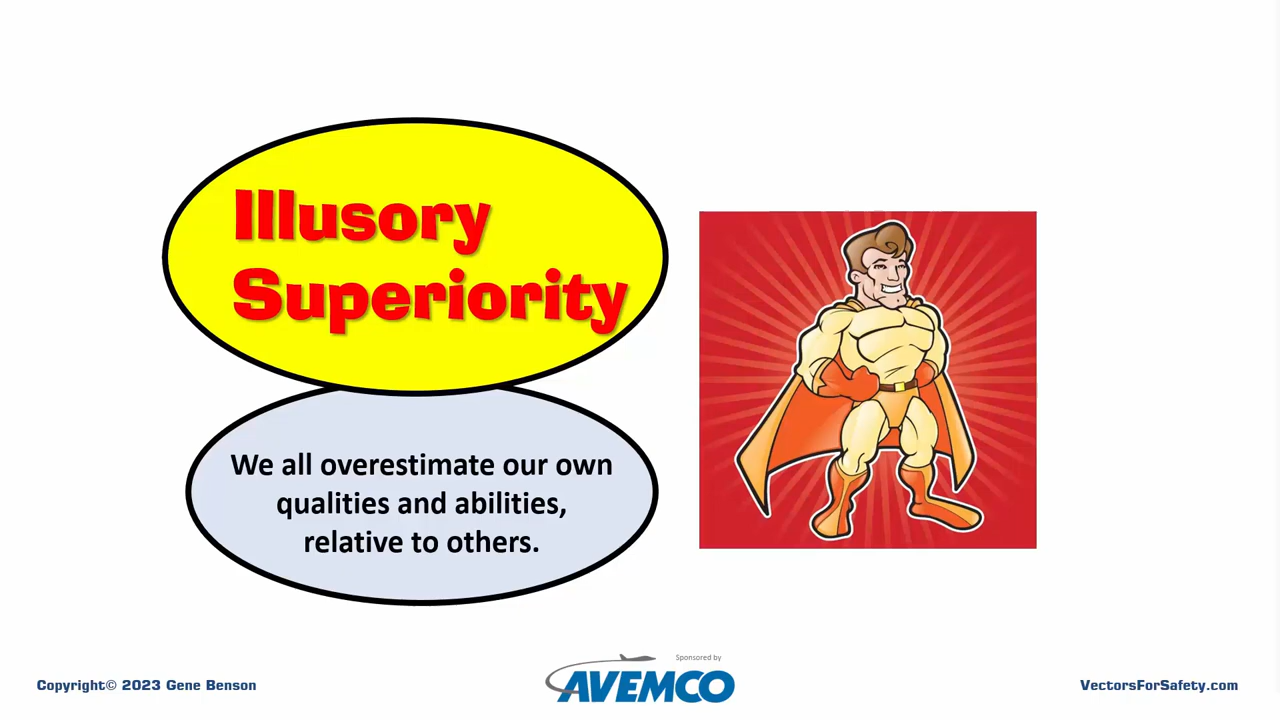 Illusory
Superiority
We all overestimate our own
qualities and abilities,
relative to others.
Copyright© 2023 Gene Benson
Sponsored by
AVEMCO
VectorsForSafety.com